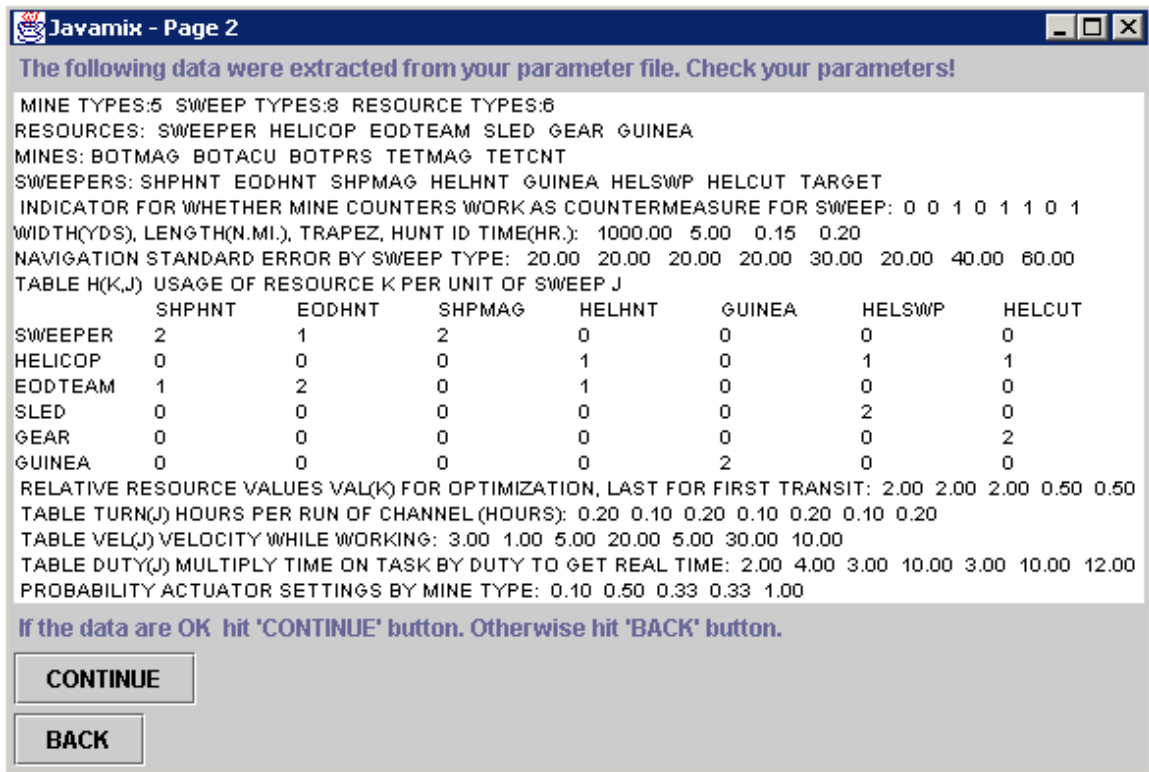 Javamix - Page 2
The following data were extracted from your parameter file. Check your parameters!
MINE TYPES:5 SWEEP TYPES:8 RESOURCE TYPES:6
RESOURCES: SWEEPER HELICOP EODTEAM SLED GEAR GUINEA
MINES: BOTMAG BOTACU BOTPRS TETMAG TETCNT
SWEEPERS: SHPHNT EODHNT SHPMAG HELHNT GUINEA HELSWP HELCUT TARGET
INDICATOR FOR WHETHER MINE COUNTERS WORK AS COUNTERMEASURE FOR SWEEP: 0 0 1 0 1 1 0 1
WIDTH(YDS), LENGTH(N.MI.), TRAPEZ, HUNT ID TIME(HR.): 1000.00 5.00 0.15 0.20
NAVIGATION STANDARD ERROR BY SWEEP TYPE: 20.00 20.00 20.00 20.00 30.00 20.00 40.00 60.00
TABLE H(K,J) USAGE OF RESOURCE K PER UNIT OF SWEEP J
SHPHNT EODHNT SHPMAG HELHNT GUINEA HELSWP HELCUT
SWEEPER 2 1 2 0 0 0 0
HELICOP 0 0 0 1 0 1 1
EODTEAM 1 2 0 1 0 0 0
SLED 0 0 0 0 0 2 0
GEAR 0 0 0 0 0 0 2
GUINEA 0 0 0 0 2 0 0
RELATIVE RESOURCE VALUES VAL(K) FOR OPTIMIZATION, LAST FOR FIRST TRANSIT: 2.00 2.00 2.00 0.50 0.50
TABLE TURN(J) HOURS PER RUN OF CHANNEL (HOURS): 0.20 0.10 0.20 0.10 0.20 0.10 0.20
TABLE VEL(J) VELOCITY WHILE WORKING: 3.00 1.00 5.00 20.00 5.00 30.00 10.00
TABLE DUTY(J) MULTIPLY TIME ON TASK BY DUTY TO GET REAL TIME: 2.00 4.00 3.00 10.00 3.00 10.00 12.00
PROBABILITY ACTUATOR SETTINGS BY MINE TYPE: 0.10 0.50 0.33 0.33 1.00
If the data are OK hit 'CONTINUE' button. Otherwise hit 'BACK' button.
CONTINUE
BACK